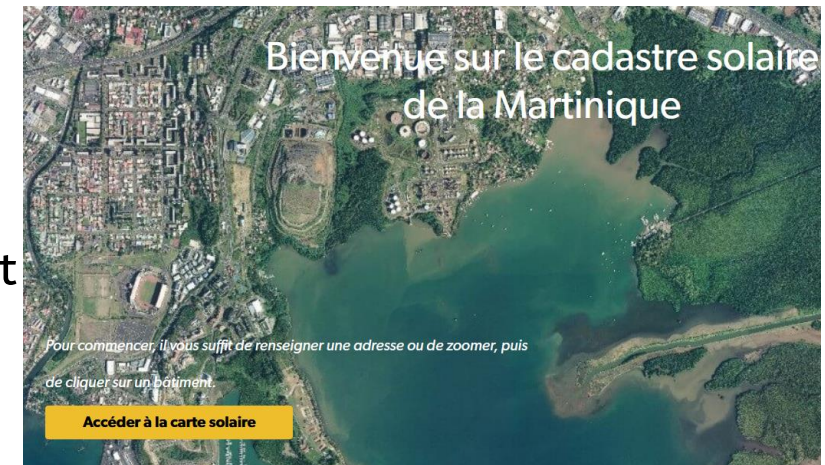 Bienvenue sur le cadastre solaire
de la Martinique
t
Pour commencer, il vous suffit de renseigner une adresse ou de zoomer, puis
de cliquer sur un bâtiment.
Accéder à la carte solaire